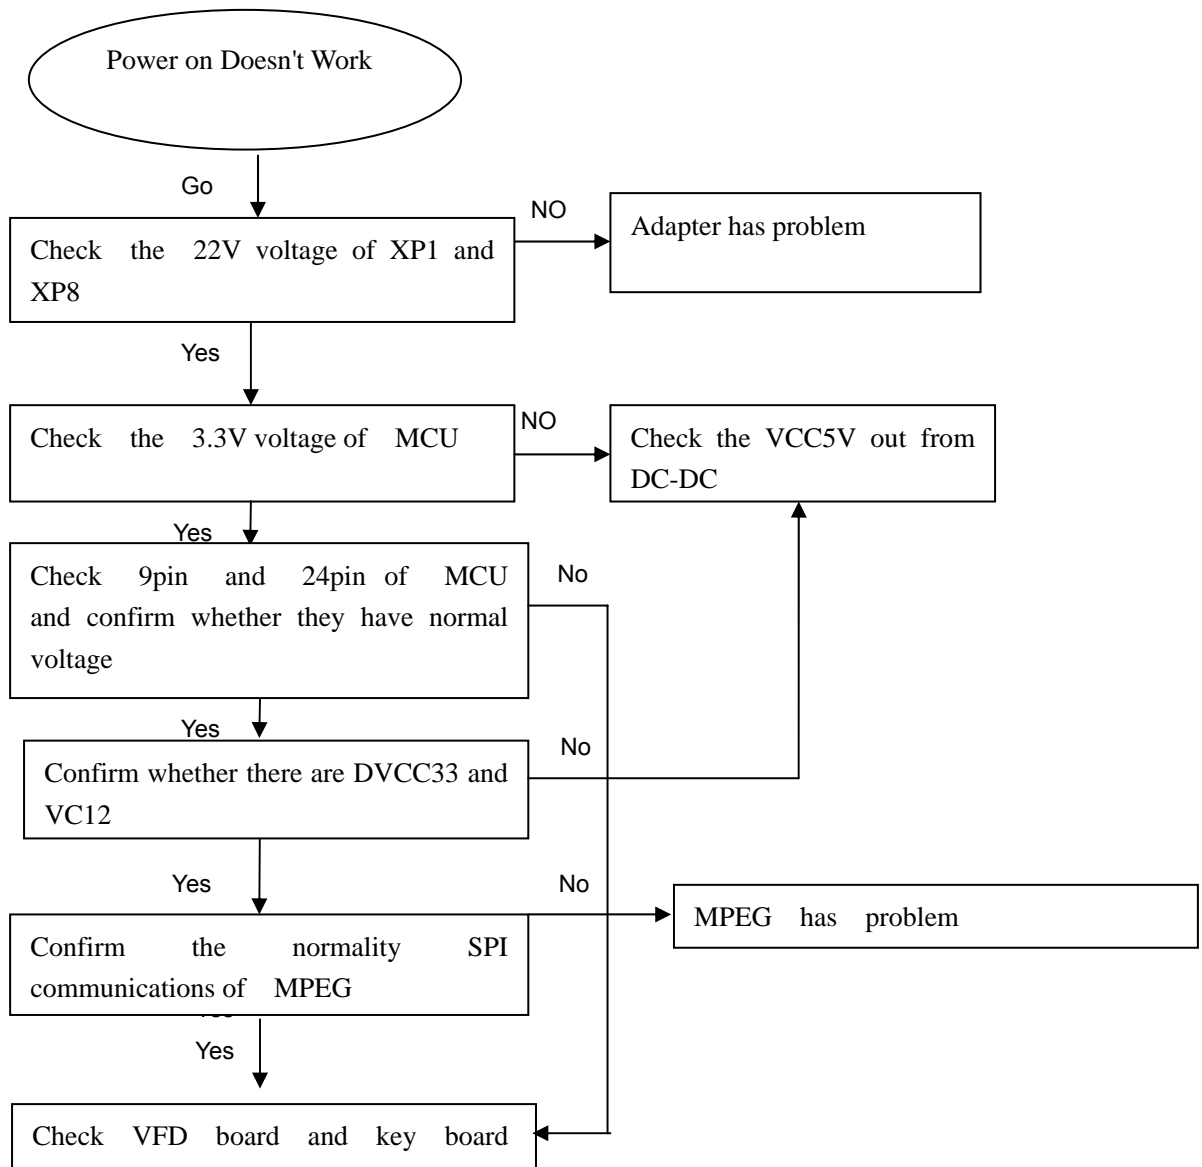 Power on Doesn't Work
Go
NO
Check the 22V voltage of XP1 and
XP8
Adapter has problem
Yes
Check the 3.3V voltage of MCU
NO
Check the VCC5V out from
DC-DC
Yes
Check 9pin and 24pin of MCU
and confirm whether they have normal
voltage
No
Yes
Confirm whether there are DVCC33 and
VC12
No
Yes
No
MPEG has problem
Confirm the normality SPI
communications of MPEG
Yes
Check VFD board and key board